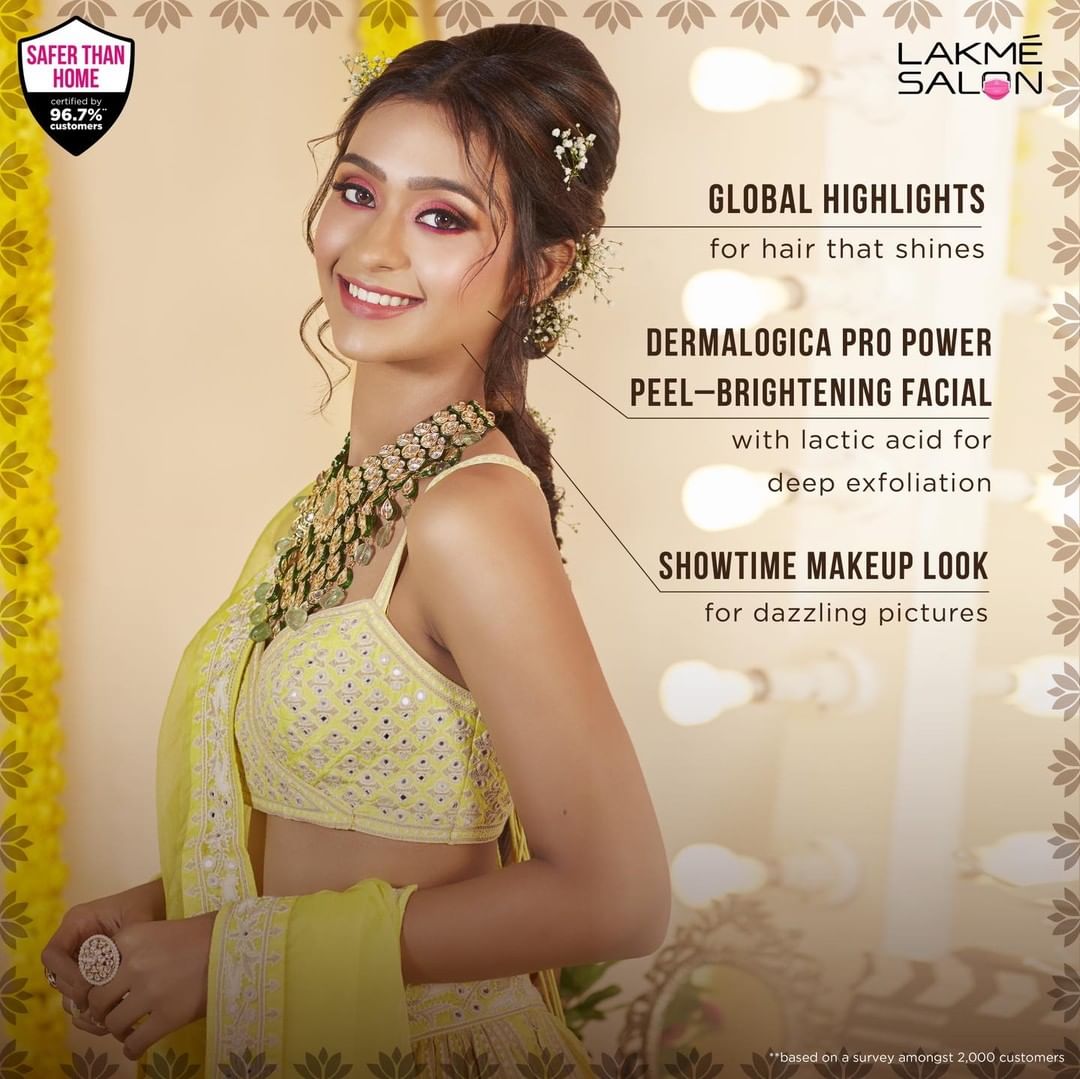 SAFER THAN
HOME
certified by
96.7%**
customers
LAKMÉ
SALON
GLOBAL HIGHLIGHTS
for hair that shines
DERMALOGICA PRO POWER
PEEL—BRIGHTENING FACIAL
with lactic acid for
deep exfoliation
SHOWTIME MAKEUP LOOK
for dazzling pictures
**based on a survey amongst 2,000 customers